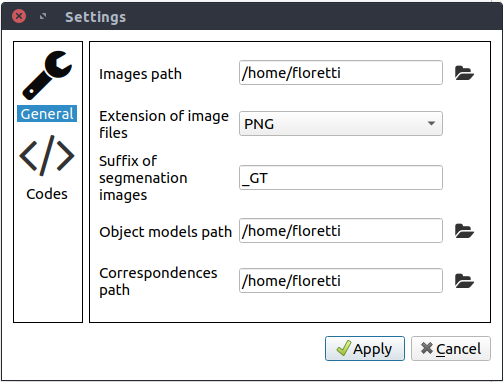 Settings
General
Codes
Images path
/home/floretti
Extension of image
files
PNG
Suffix of
segmenation
images
_GT
Object models path
/home/floretti
Correspondences
path
/home/floretti
Apply
Cancel